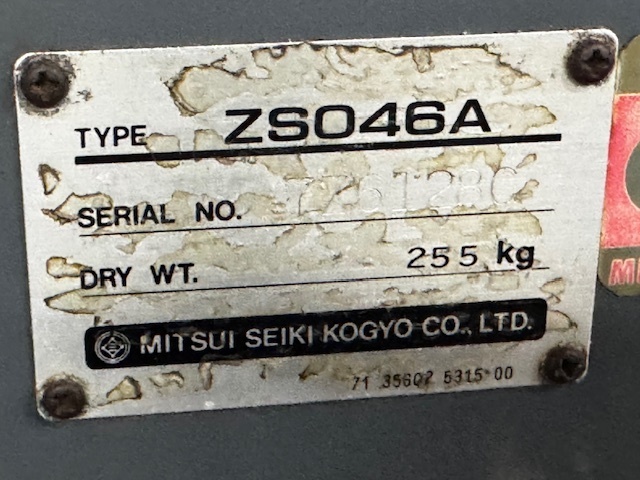 TYPE ZS046A
SERIAL NO.
DRY WT. 255 kg
MITSUI SEIKI KOGYO CO., LTD.
71 35602 5315 00